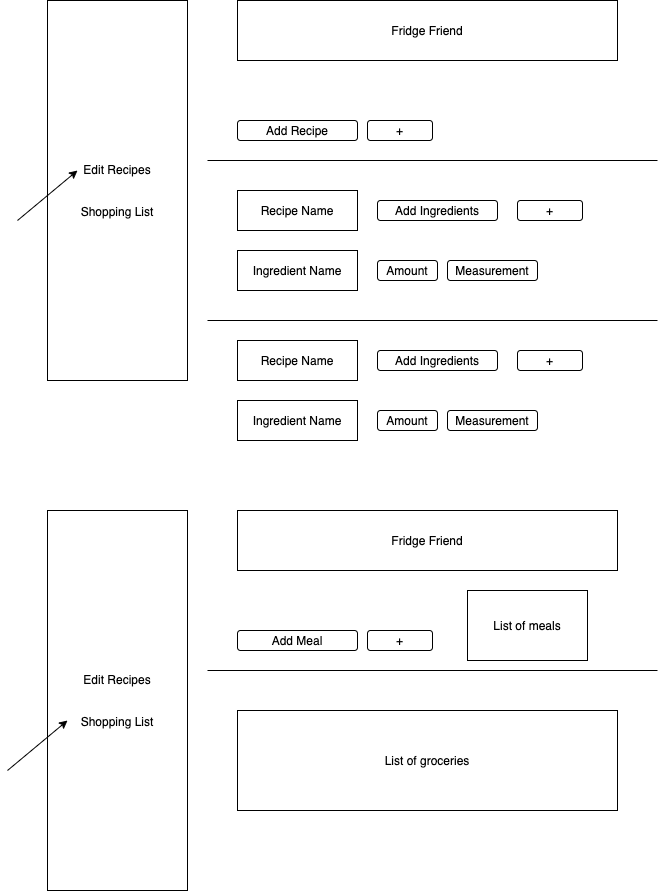 Fridge Friend
Add Recipe
+
Edit Recipes
Shopping List
Recipe Name
Add Ingredients
+
Ingredient Name
Amount
Measurement
Recipe Name
Add Ingredients
+
Ingredient Name
Amount
Measurement
Fridge Friend
List of meals
Add Meal
+
Edit Recipes
Shopping List
List of groceries